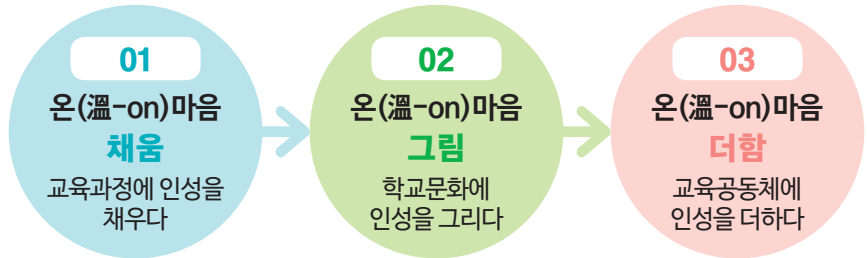 01
온(溫-on)마음
채움
교육과정에 인성을
채우다
02
온(溫-on)마음
그림
학교문화에
인성을 그리다
03
온(溫-on)마음
더함
교육공동체에
인성을 더하다